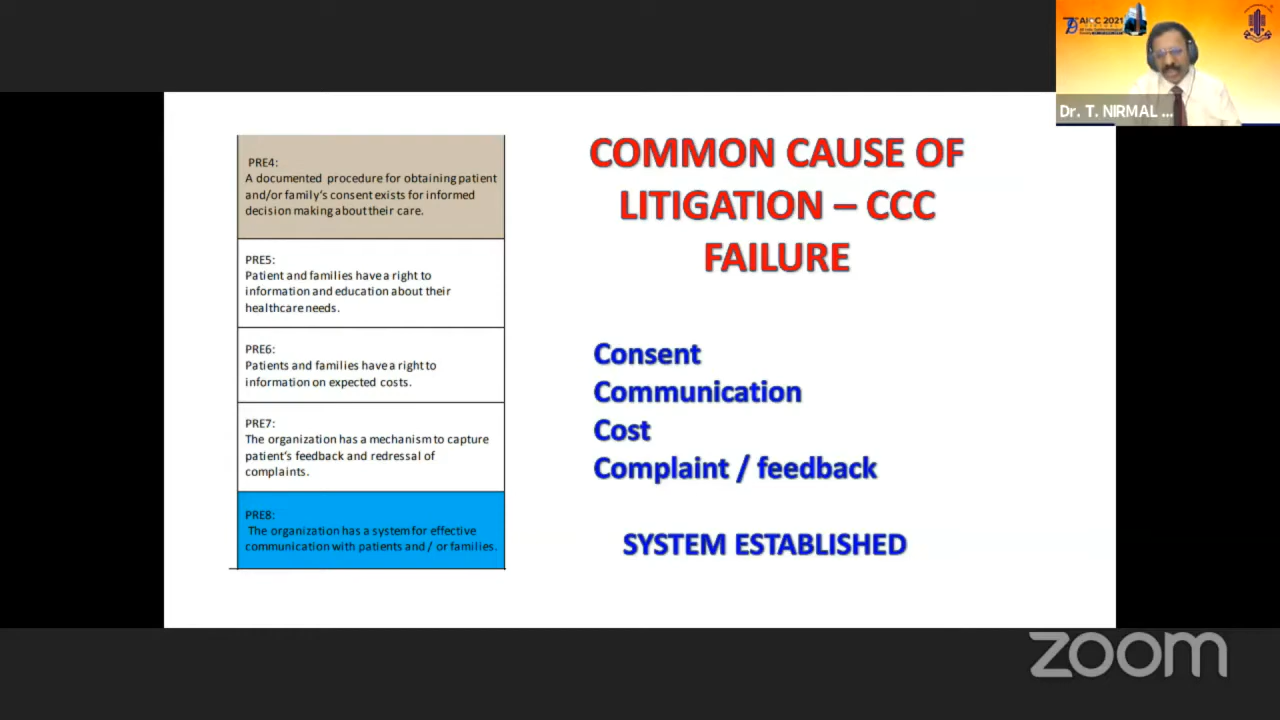 AICC 2021
Dr. T. NIRMAL ...
PRE4:
A documented procedure for obtaining patient
and/or family's consent exists for informed
decision making about their care.
PRE5:
Patient and families have a right to
information and education about their
healthcare needs.
PRE6:
Patients and families have a right to
information on expected costs.
PRE7:
The organization has a mechanism to capture
patient's feedback and redressal of
complaints.
PRE8:
The organization has a system for effective
communication with patients and / or families.
COMMON CAUSE OF
LITIGATION – CCC
FAILURE
Consent
Communication
Cost
Complaint / feedback
SYSTEM ESTABLISHED
zoom